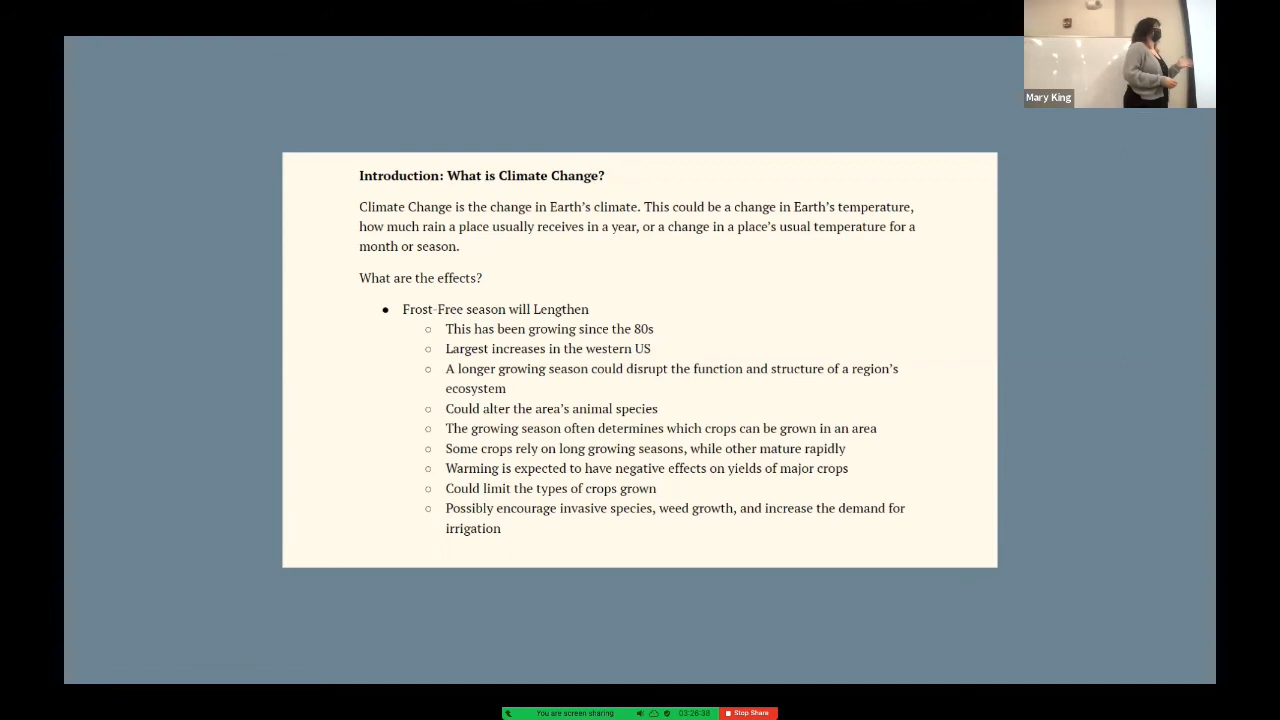 Mary King
Introduction: What is Climate Change?
Climate Change is the change in Earth's climate. This could be a change in Earth's temperature,
how much rain a place usually receives in a year, or a change in a place's usual temperature for a
month or season.
What are the effects?
● Frost-Free season will Lengthen
○ This has been growing since the 80s
○ Largest increases in the western US
○ A longer growing season could disrupt the function and structure of a region's
ecosystem
○ Could alter the area's animal species
○ The growing season often determines which crops can be grown in an area
○ Some crops rely on long growing seasons, while other mature rapidly
○ Warming is expected to have negative effects on yields of major crops
○ Could limit the types of crops grown
○ Possibly encourage invasive species, weed growth, and increase the demand for
irrigation
You are screen sharing 03:26:38 Stop Share